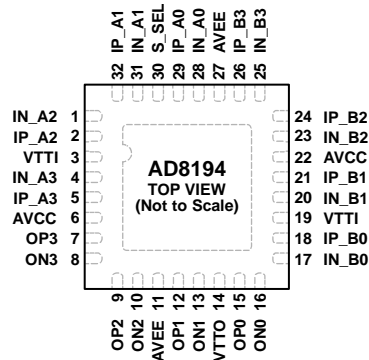 32 IP_A1
31 IN_A1
30 S_SEL
29 IP_A0
28 IN_A0
27 AVEE
26 IP_B3
25 IN_B3
IN_A2 1
IP_A2 2
VTTI 3
IN_A3 4
IP_A3 5
AVCC 6
OP3 7
ON3 8
AD8194
TOP VIEW
(Not to Scale)
24 IP_B2
23 IN_B2
22 AVCC
21 IP_B1
20 IN_B1
19 VTTI
18 IP_B0
17 IN_B0
OP2 9
ON2 10
AVEE 11
OP1 12
ON1 13
VTTO 14
OP0 15
ON0 16